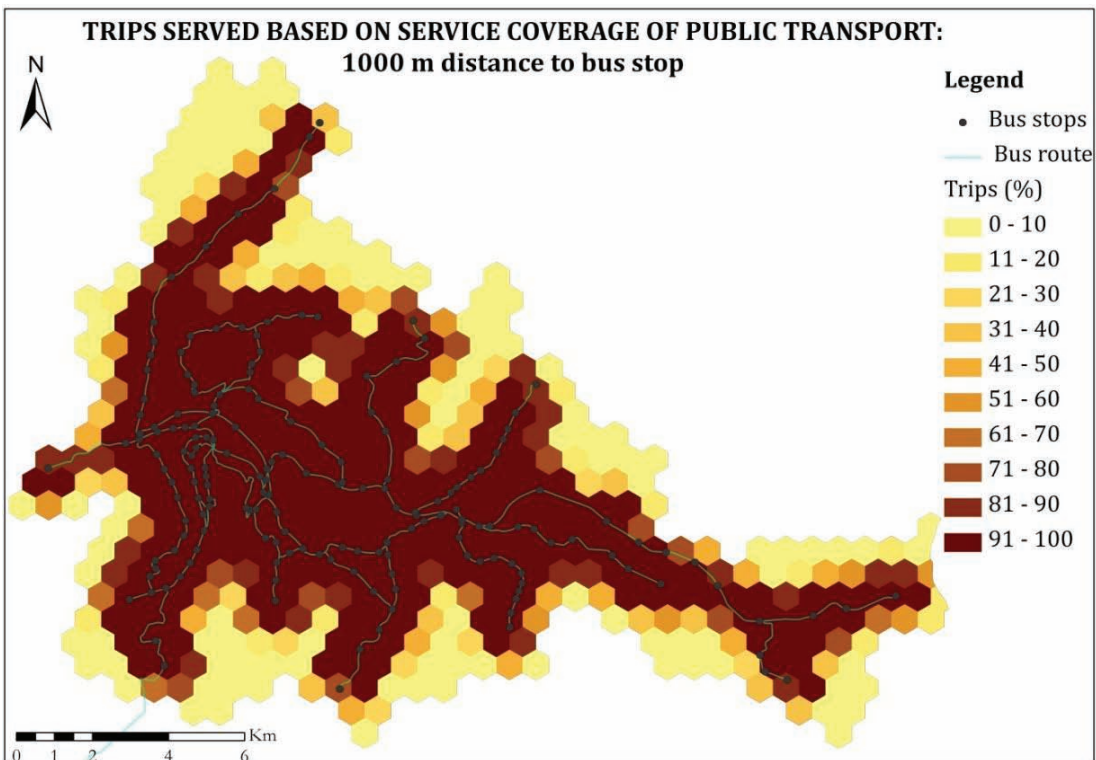 TRIPS SERVED BASED ON SERVICE COVERAGE OF PUBLIC TRANSPORT:
1000 m distance to bus stop
N
Legend
Bus stops
Bus route
Trips (%)
0 - 10
11 - 20
21 - 30
31 - 40
41 - 50
51 - 60
61 - 70
71 - 80
81 - 90
91 - 100
Km
0 1 2 4 6